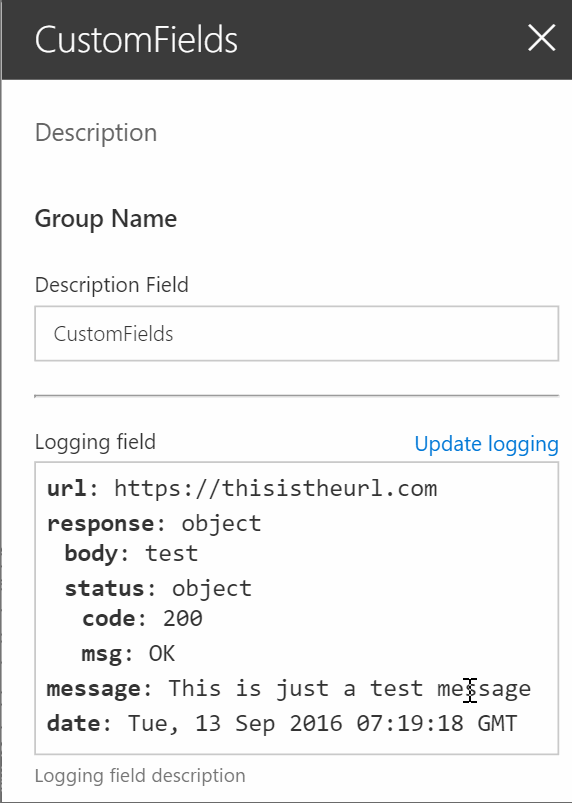 CustomFields
Description
Group Name
Description Field
CustomFields
Logging field Update logging
url: https://thisistheurl.com
response: object
body: test
status: object
code: 200
msg: OK
message: This is just a test message
date: Tue, 13 Sep 2016 07:19:18 GMT
Logging field description